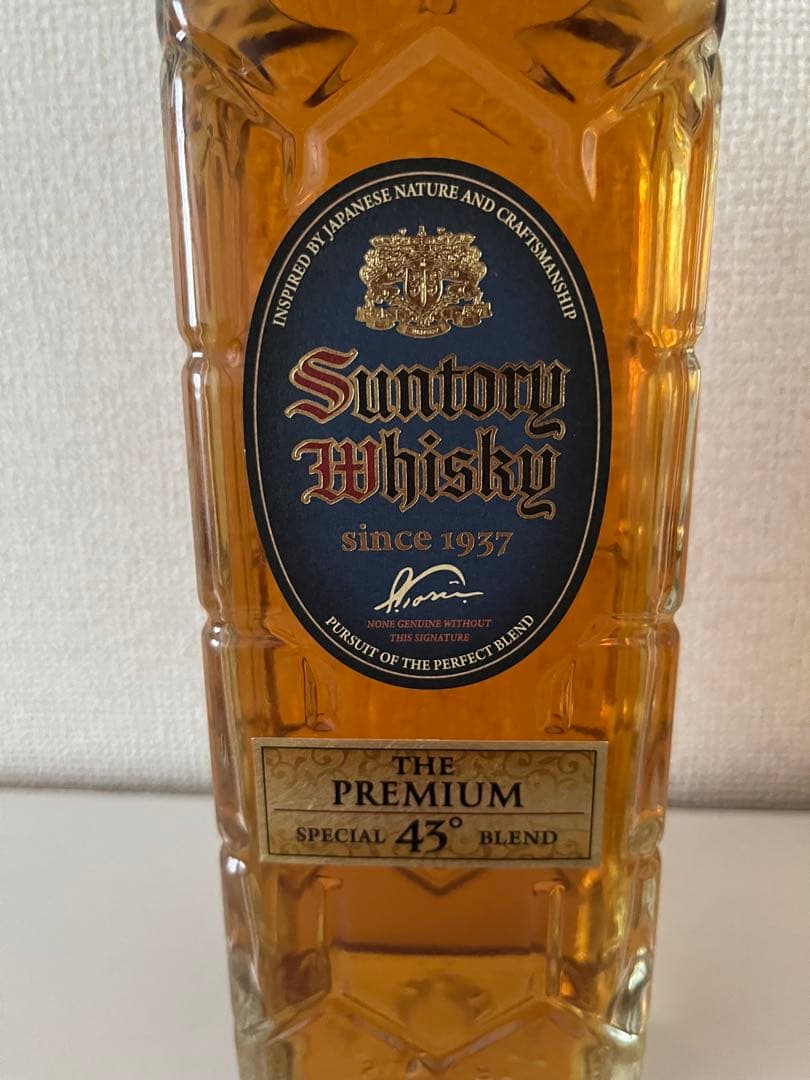 INSPIRED BY JAPANESE NATURE AND CRAFTSMANSHIP
Suntory
Whisky
since 1937
NONE GENUINE WITHOUT
THIS SIGNATURE
PURSUIT OF THE PERFECT BLEND
THE
PREMIUM
SPECIAL 43° BLEND